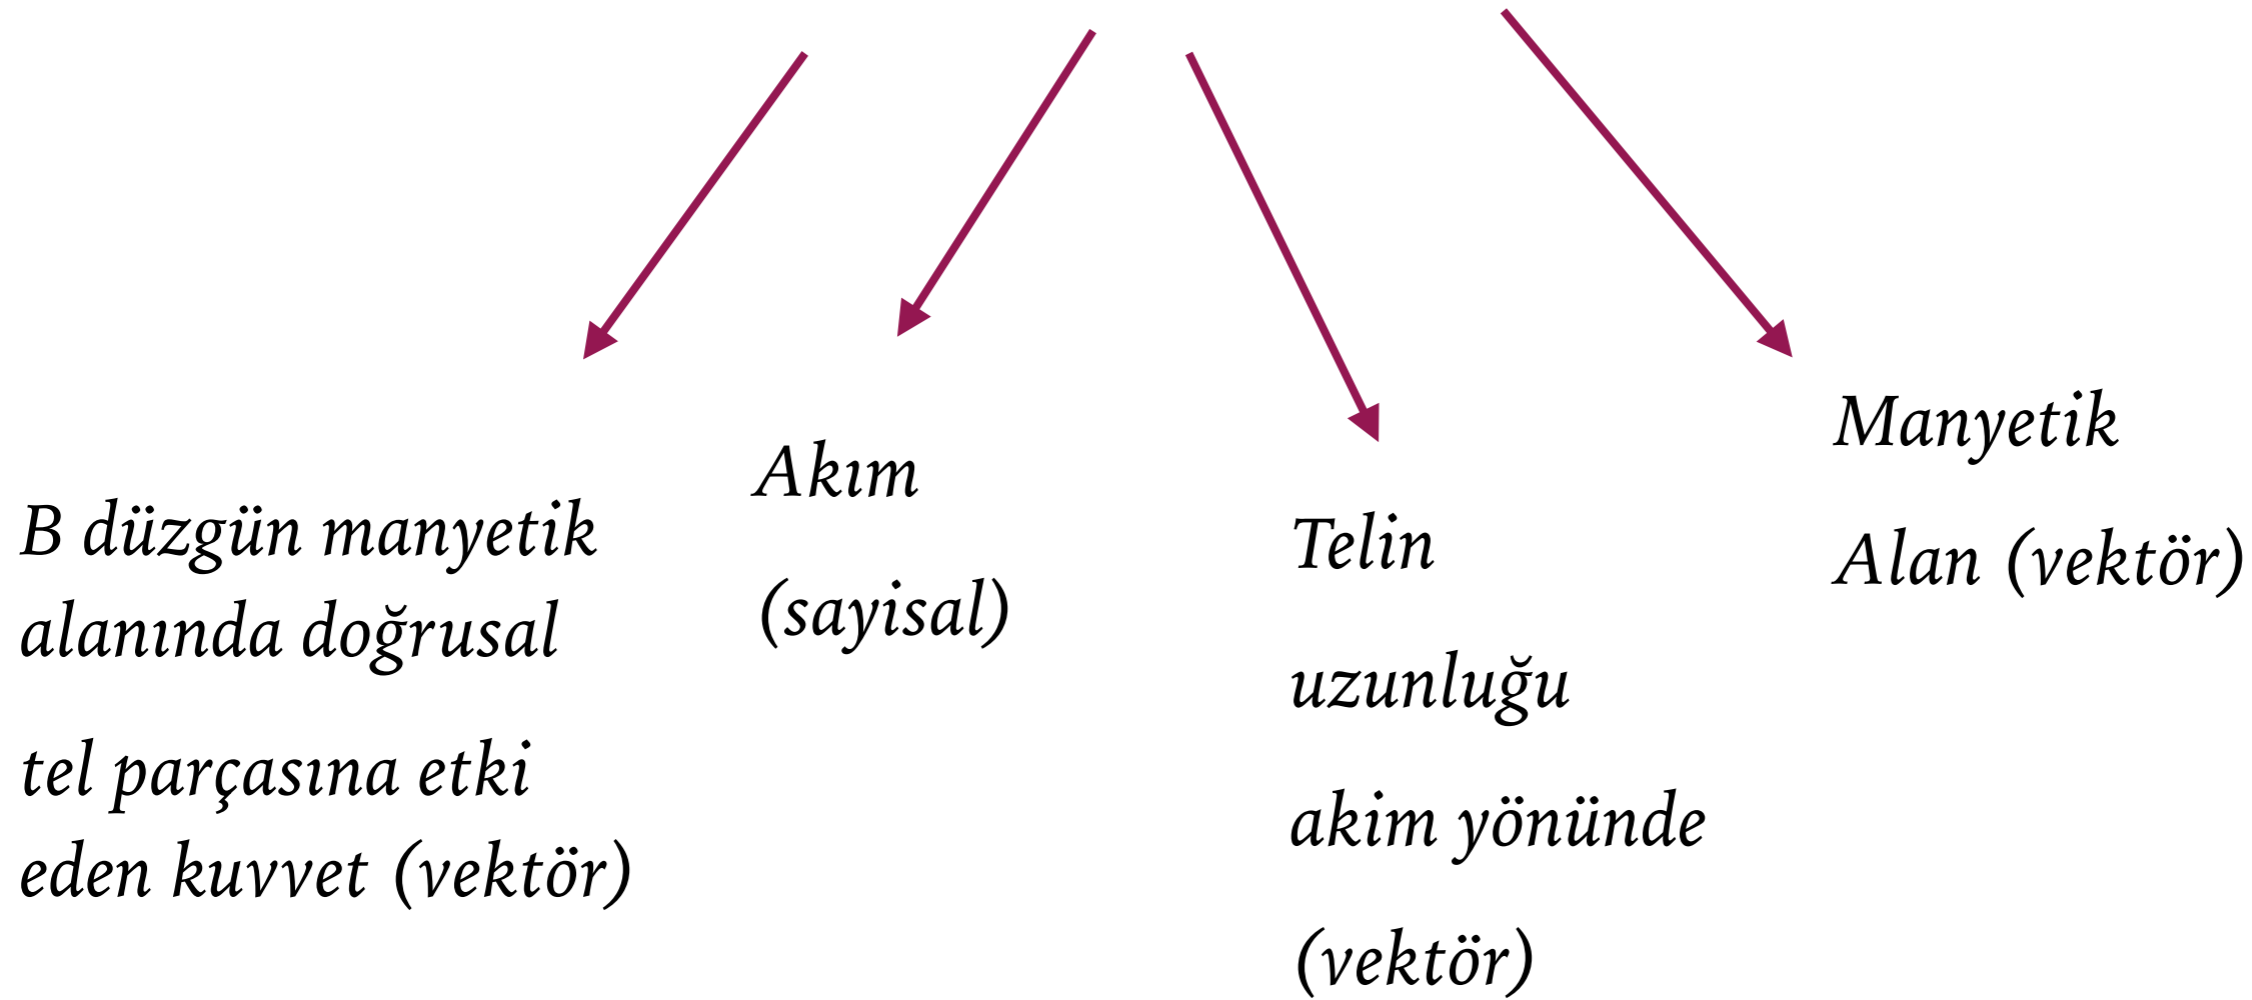 B düzgün manyetik
alanında doğrusal
tel parçasına etki
eden kuvvet (vektör)
Akım
(sayisal)
Telin
uzunluğu
akim yönünde
(vektör)
Manyetik
Alan (vektör)